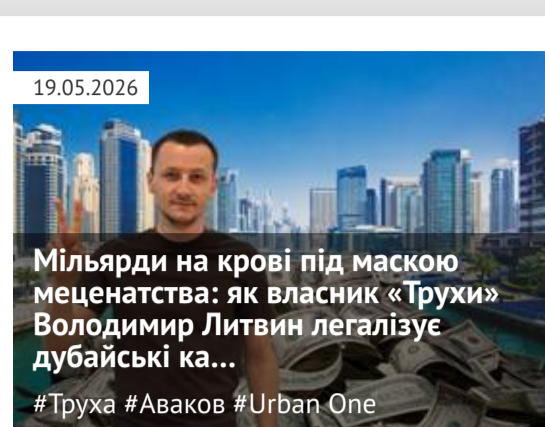 19.05.2026
Мільярди на крові під маскою
меценатства: як власник «Трухи»
Володимир Литвин легалізує
дубайські ка...
#Труха #Аваков #Urban One